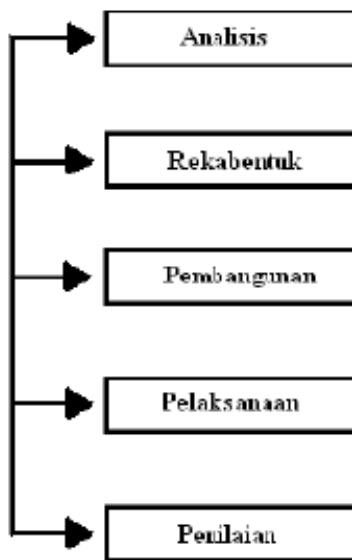 Analisis
Rekabentuk
Pembangunan
Pelaksanaan
Penilaian